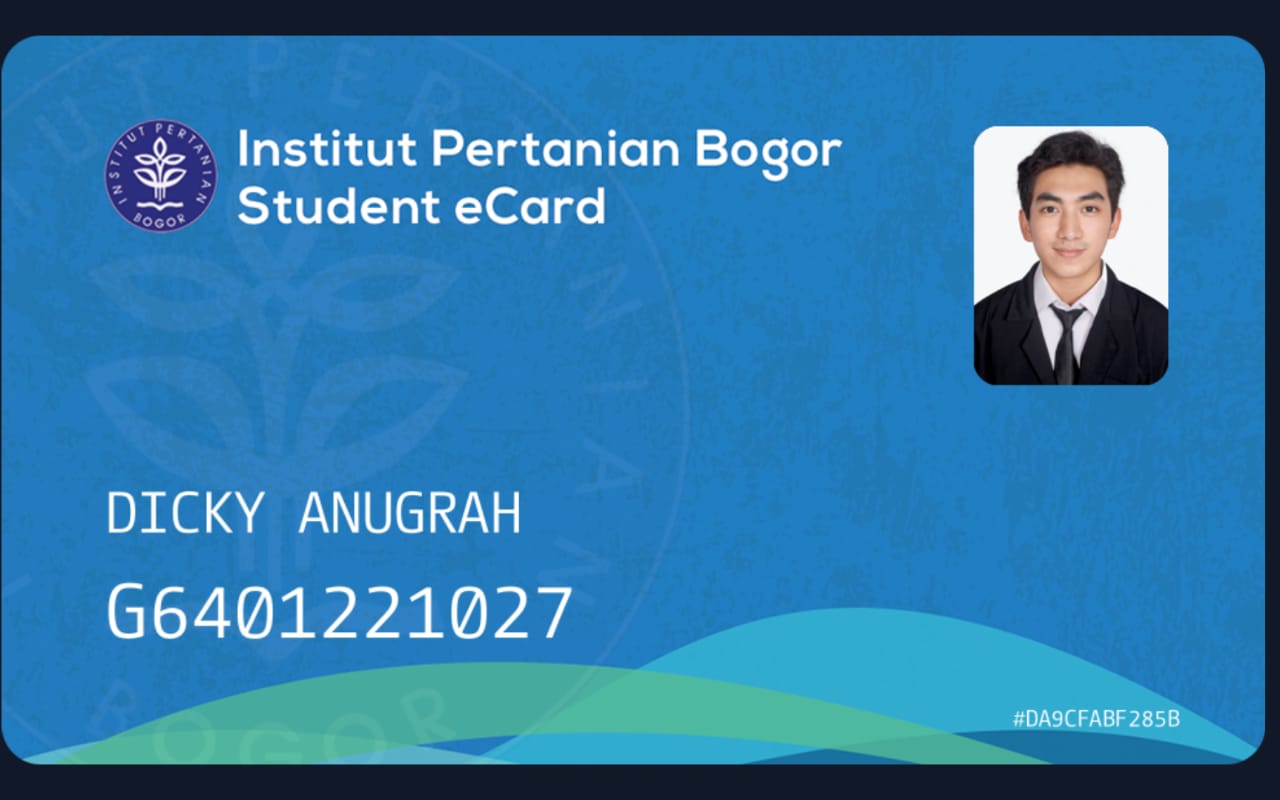 INSTITUT PERTANIAN
BOGOR
Institut Pertanian Bogor
Student eCard
DICKY ANUGRAH
G6401221027
#DA9CFABF285B